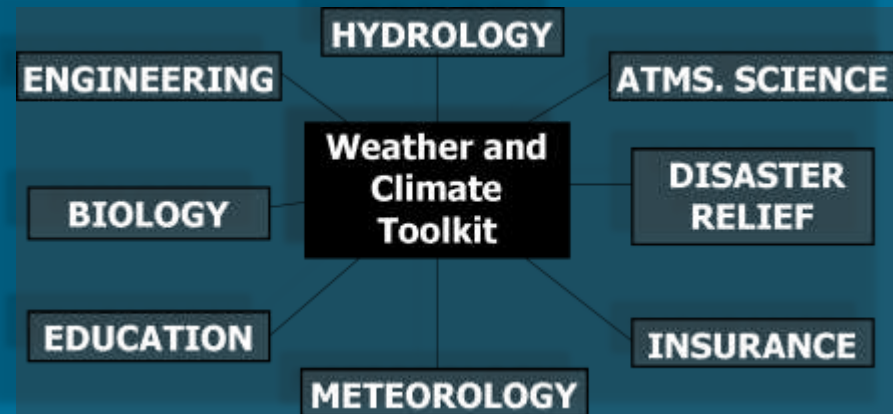 HYDROLOGY
ENGINEERING
ATMS. SCIENCE
Weather and
Climate
Toolkit
DISASTER
RELIEF
BIOLOGY
EDUCATION
INSURANCE
METEOROLOGY